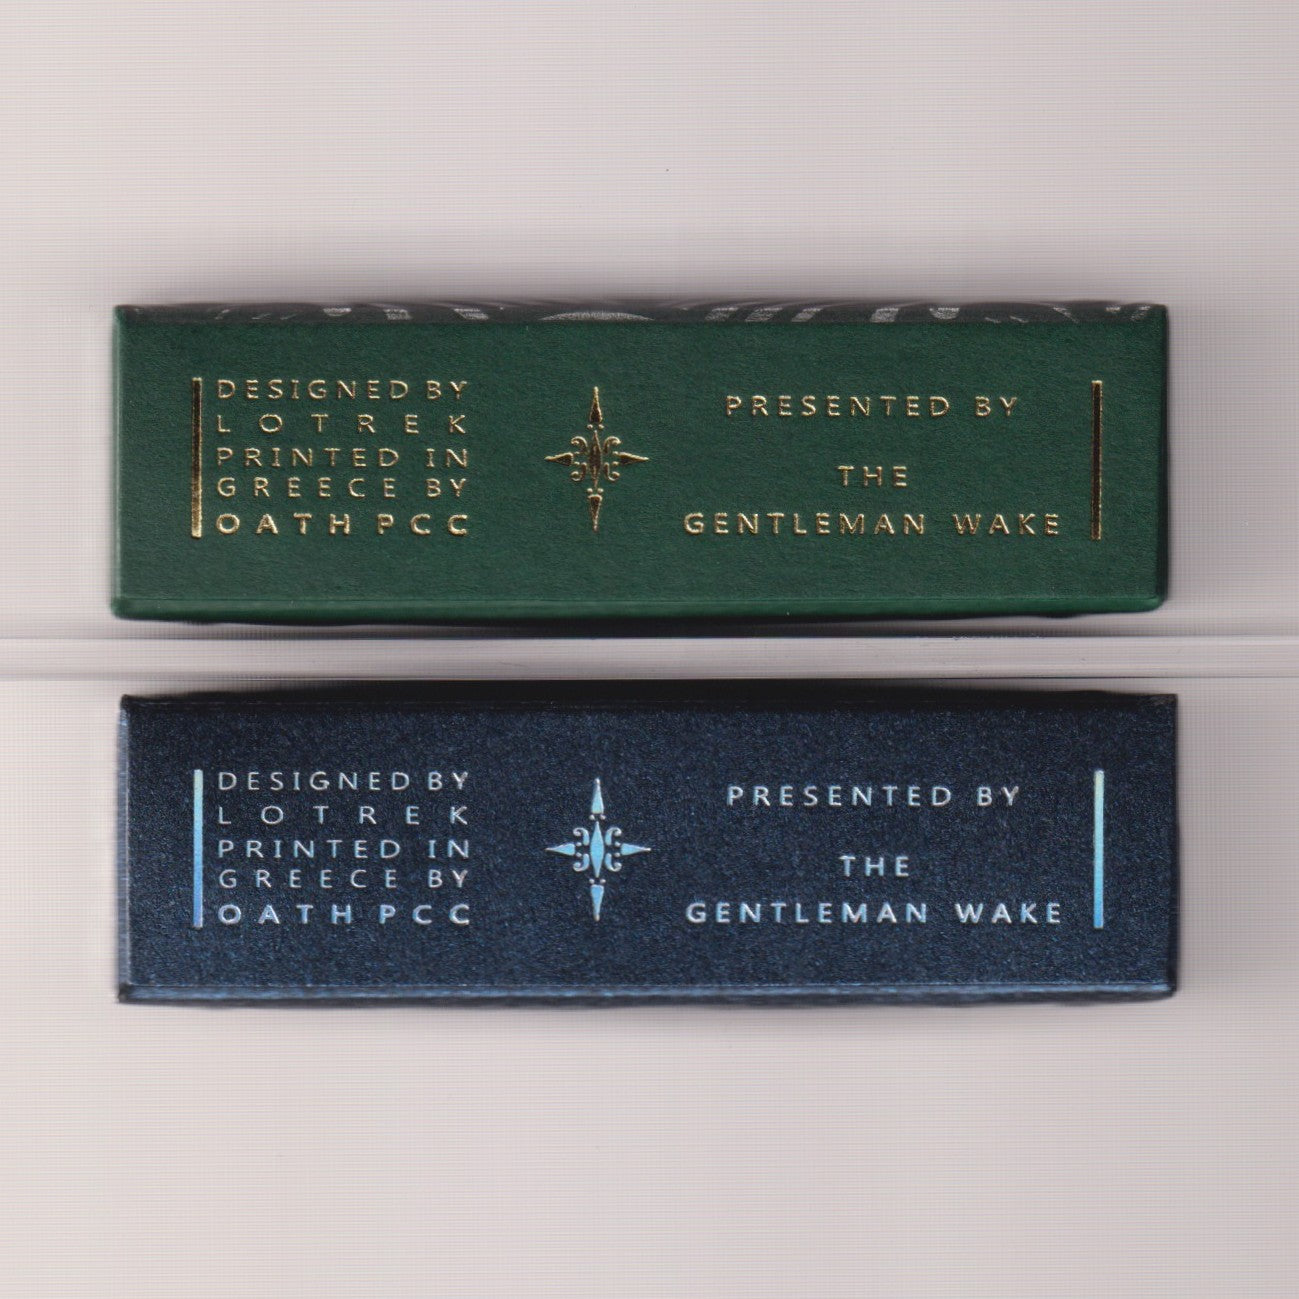 DESIGNED BY
LOTREK
PRINTED IN
GREECE BY
OATH PCC
PRESENTED BY
THE
GENTLEMAN WAKE
DESIGNED BY
LOTREK
PRINTED IN
GREECE BY
OATH PCC
PRESENTED BY
THE
GENTLEMAN WAKE